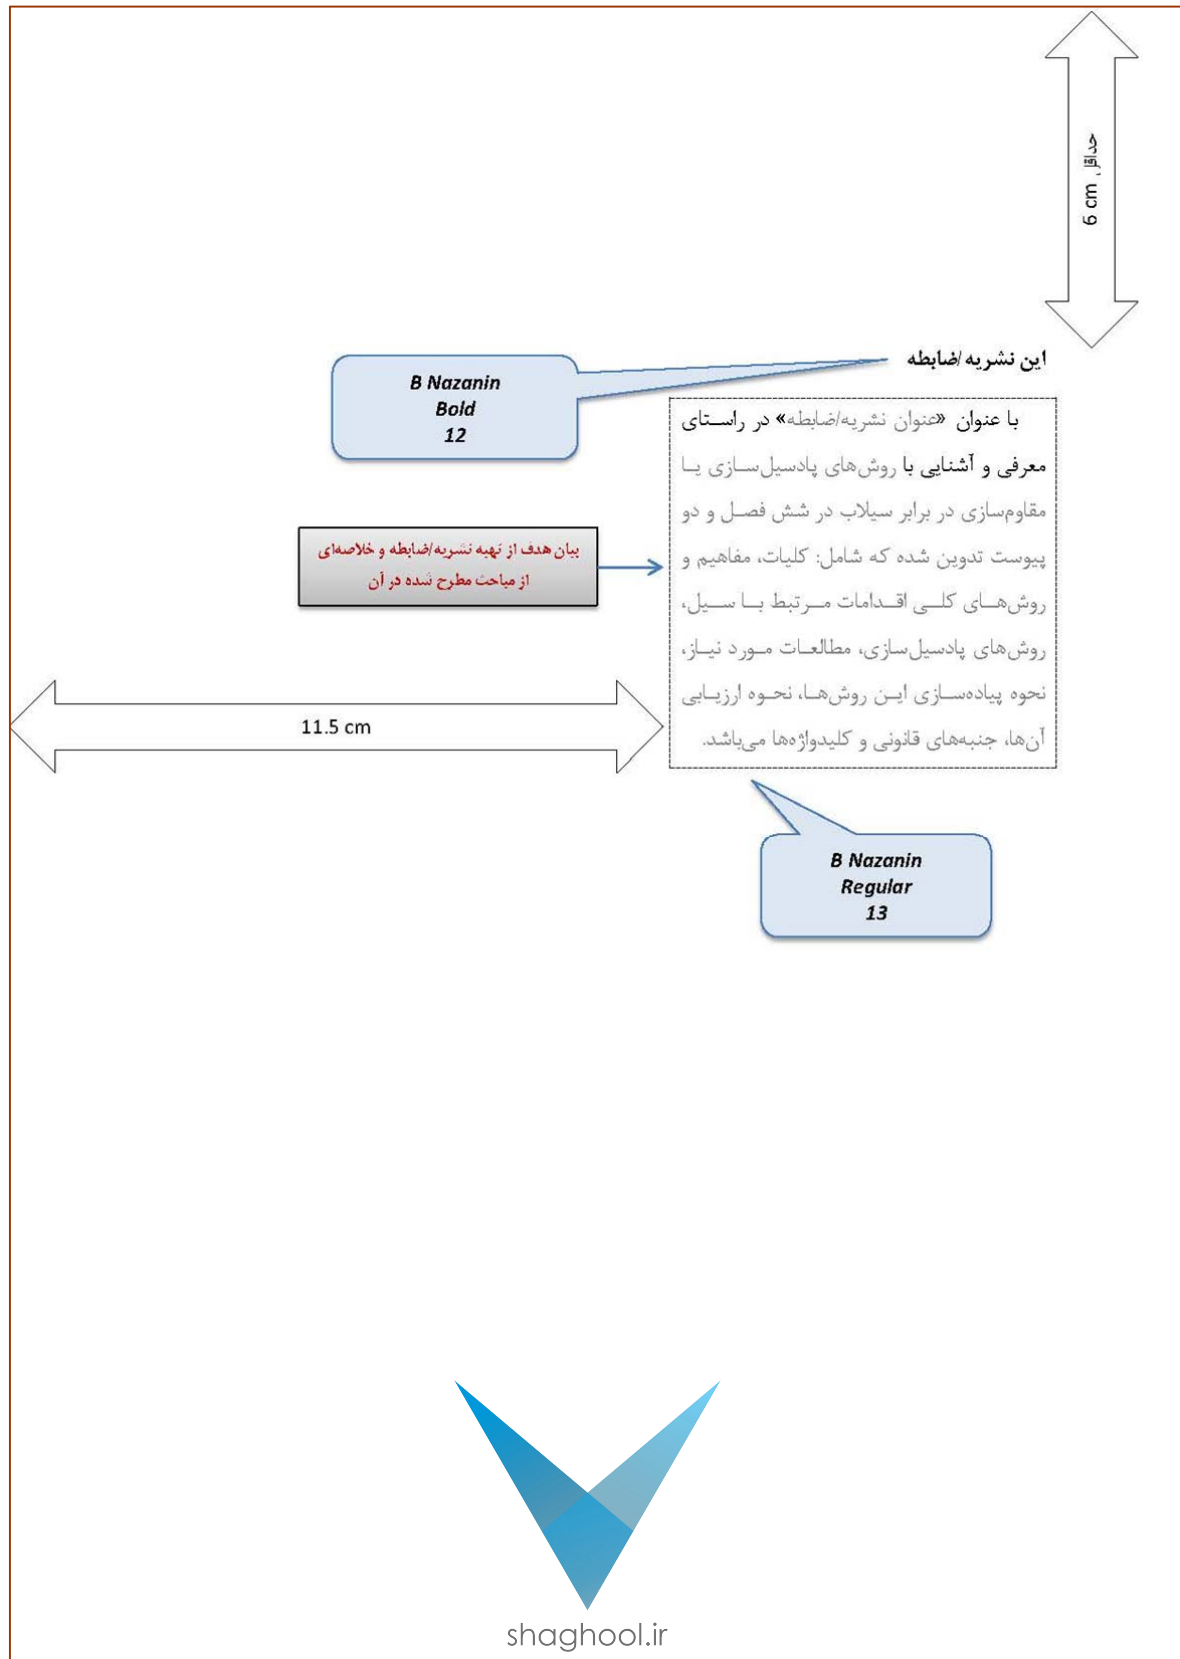 حداقل 6 cm
این نشریه/ضابطه
B Nazanin
Bold
12
با عنوان «عنوان نشریه/ضابطه» در راستای
معرفی و آشنایی با روش‌های پادسیل‌سازی یا
مقاوم‌سازی در برابر سیلاب در شش فصل و دو
پیوست تدوین شده که شامل: کلیات، مفاهیم و
روش‌های کلی اقدامات مرتبط با سیل،
روش‌های پادسیل‌سازی، مطالعات مورد نیاز،
نحوه پیاده‌سازی این روش‌ها، نحوه ارزیابی
آن‌ها، جنبه‌های قانونی و کلیدواژه‌ها می‌باشد.
بیان هدف از تهیه نشریه/ضابطه و خلاصه‌ای
از مباحث مطرح شده در آن
11.5 cm
B Nazanin
Regular
13
shaghool.ir